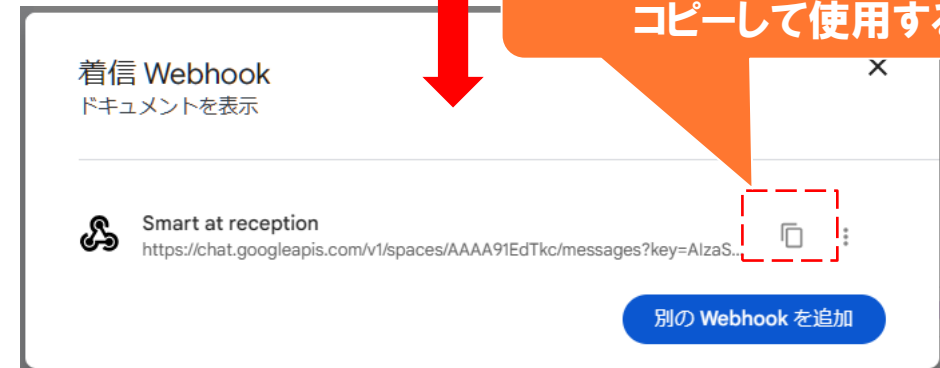 コピーして使用する
着信 Webhook
ドキュメントを表示
Smart at reception
https://chat.googleapis.com/v1/spaces/AAAA91EdTkc/messages?key=AIzaS...
別の Webhook を追加